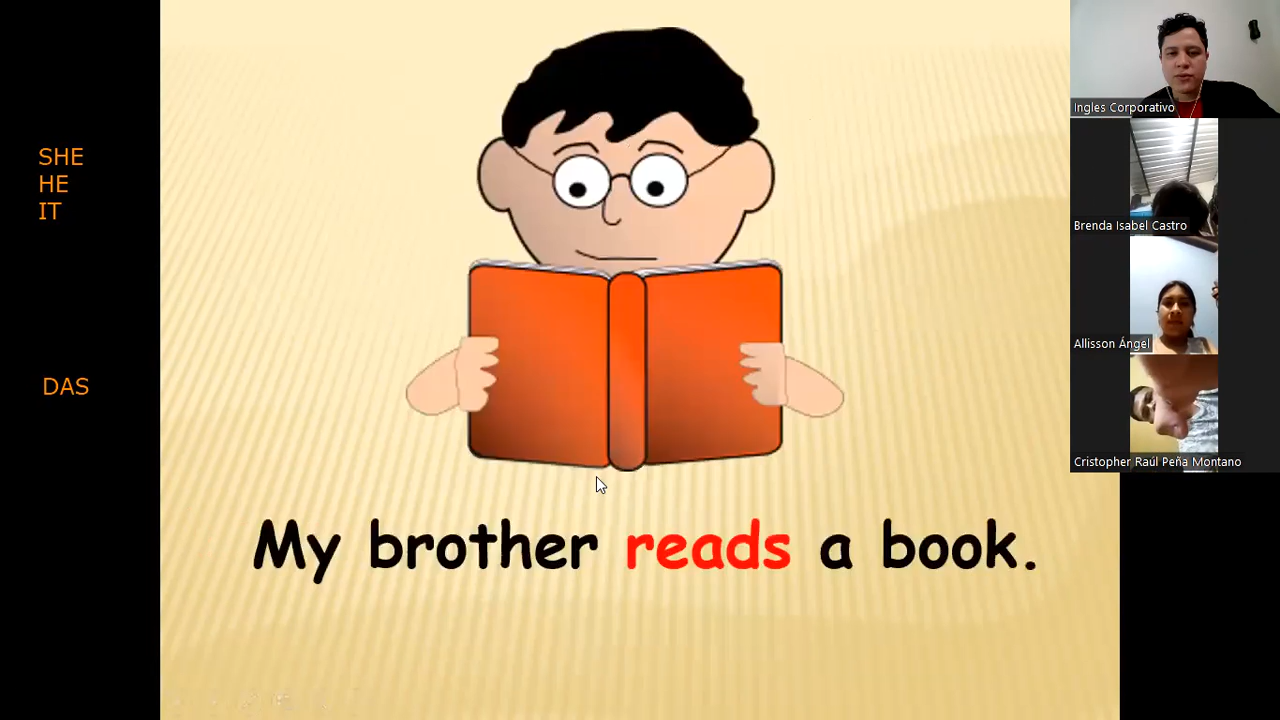 SHE
HE
IT
DAS
My brother reads a book.
Ingles Corporativo
Brenda Isabel Castro
Allisson Ángel
Cristopher Raúl Peña Montano